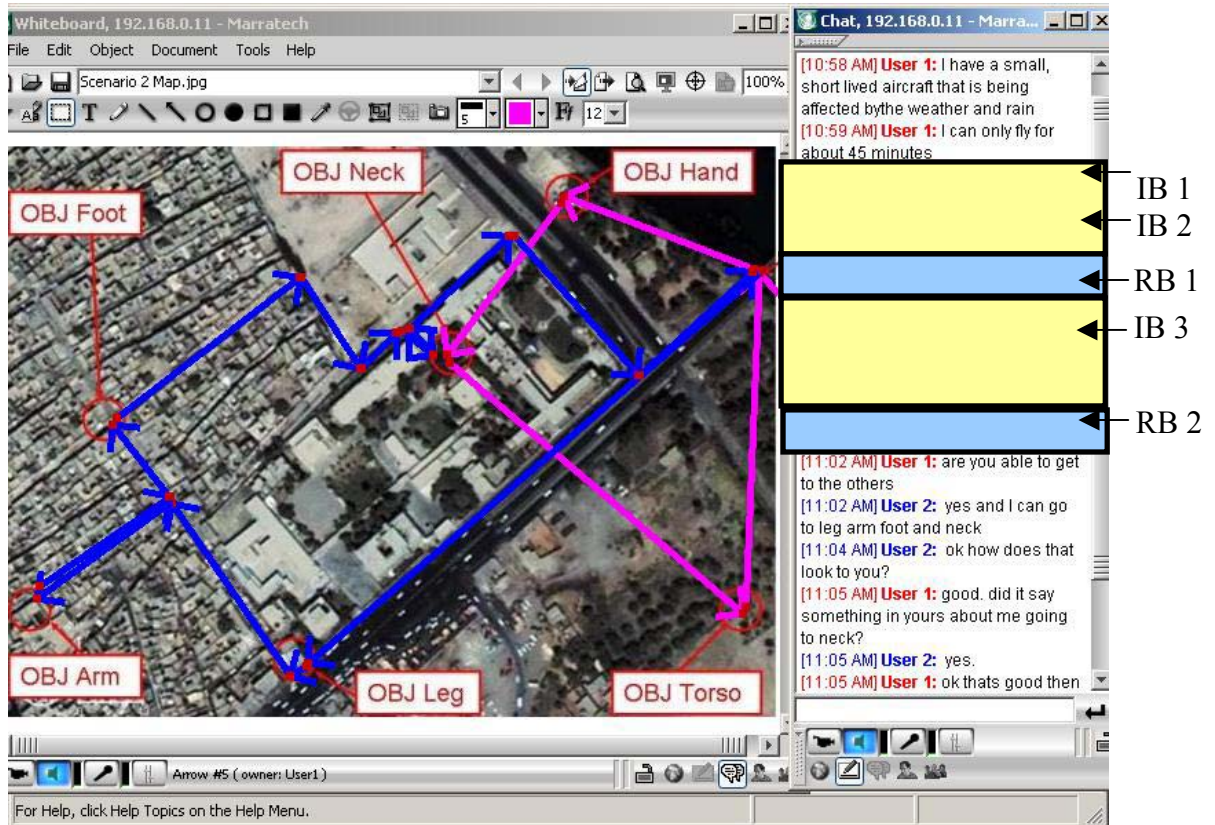 Whiteboard, 192.168.0.11 - Marratech
File Edit Object Document Tools Help
Scenario 2 Map.jpg
100%
T
5
12
OBJ Neck
OBJ Hand
OBJ Foot
OBJ Arm
OBJ Leg
OBJ Torso
Arrow #5 ( owner: User1 )
For Help, click Help Topics on the Help Menu.
Chat, 192.168.0.11 - Marra...
[10:58 AM] User 1: I have a small,
short lived aircraft that is being
affected bythe weather and rain
[10:59 AM] User 1: I can only fly for
about 45 minutes
IB 1
IB 2
RB 1
IB 3
RB 2
[11:02 AM] User 1: are you able to get
to the others
[11:02 AM] User 2: yes and I can go
to leg arm foot and neck
[11:04 AM] User 2: ok how does that
look to you?
[11:05 AM] User 1: good. did it say
something in yours about me going
to neck?
[11:05 AM] User 2: yes.
[11:05 AM] User 1: ok thats good then